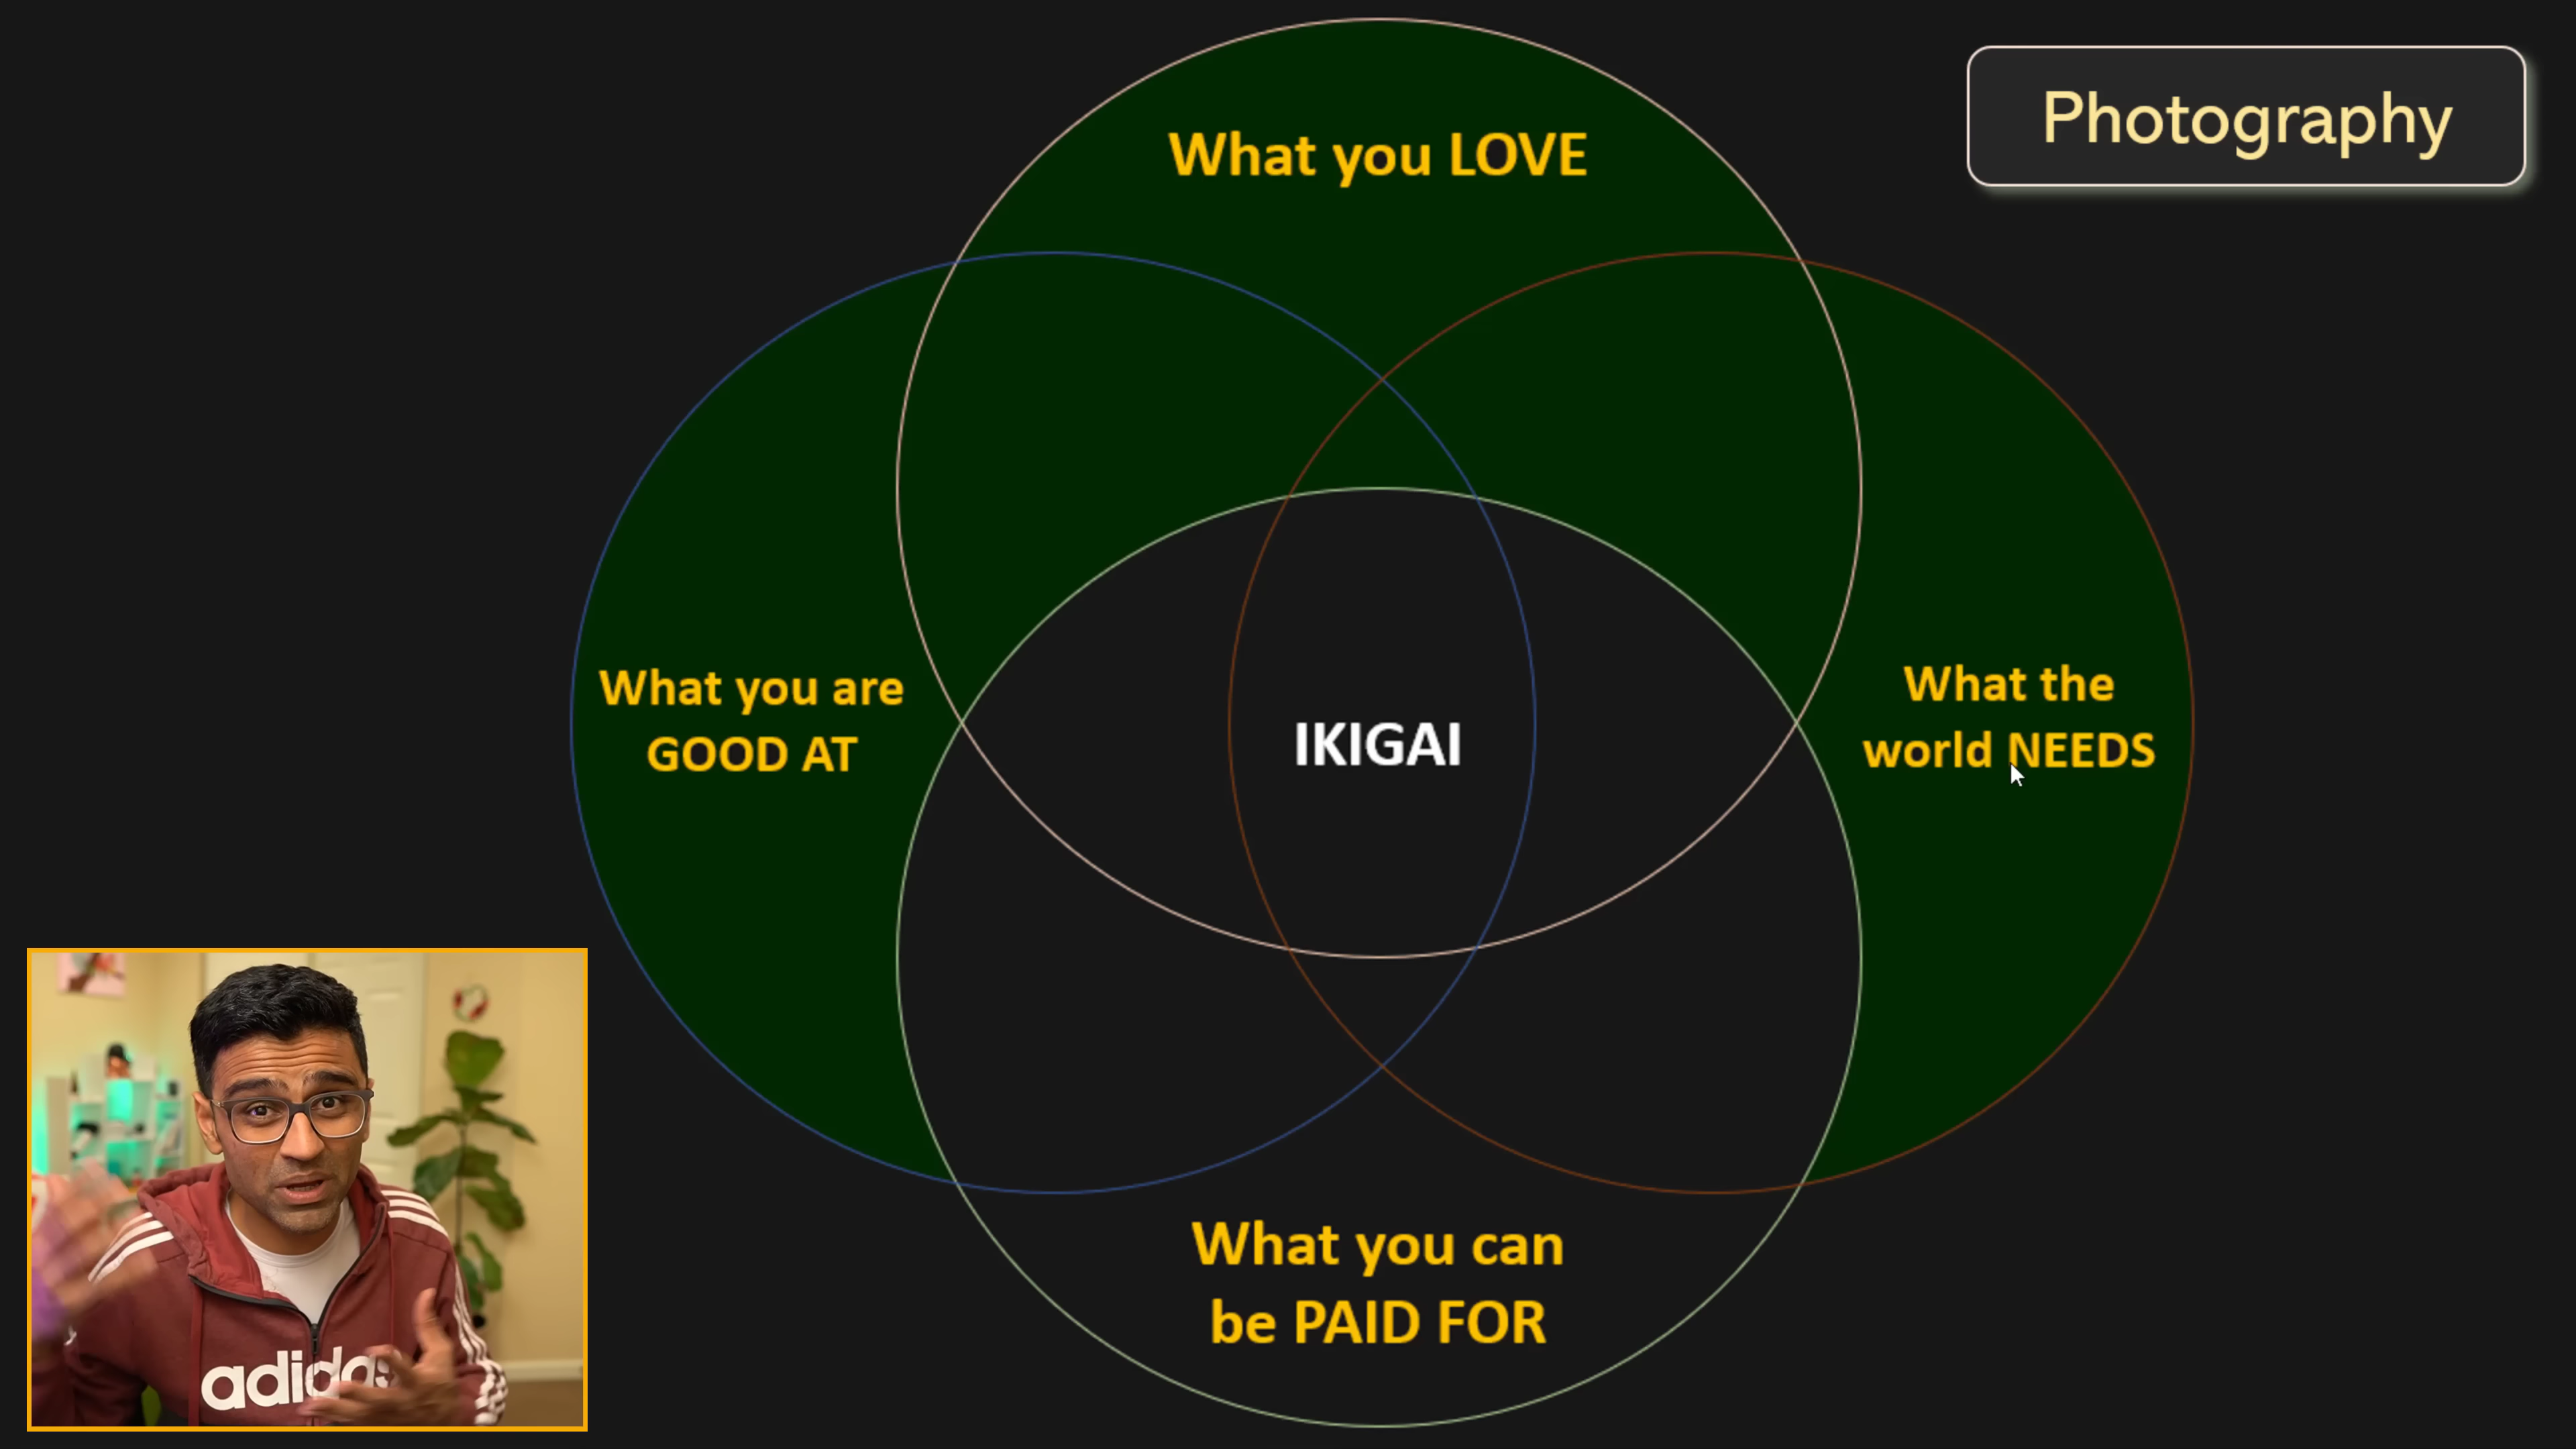 Photography
What you LOVE
What you are
GOOD AT
IKIGAI
What the
world NEEDS
What you can
be PAID FOR
adidas